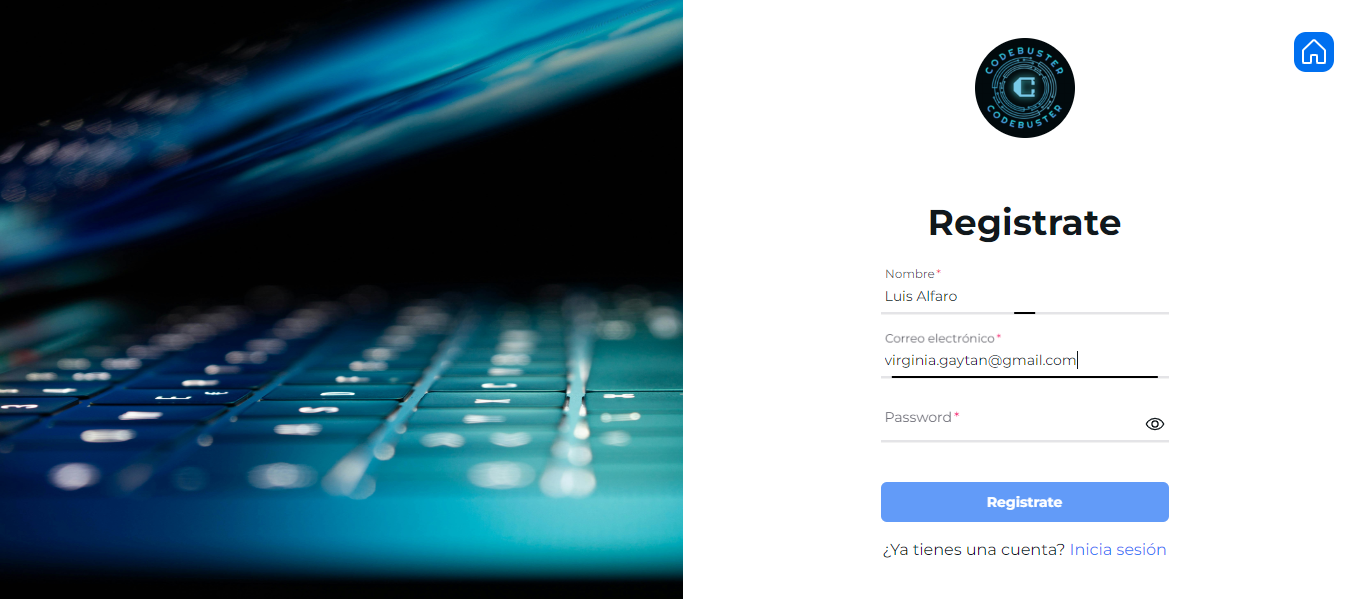 CODEBUSTER
C
CODEBUSTER
Registrate
Nombre*
Luis Alfaro
Correo electrónico*
virginia.gaytan@gmail.com
Password*
Registrate
¿Ya tienes una cuenta? Inicia sesión